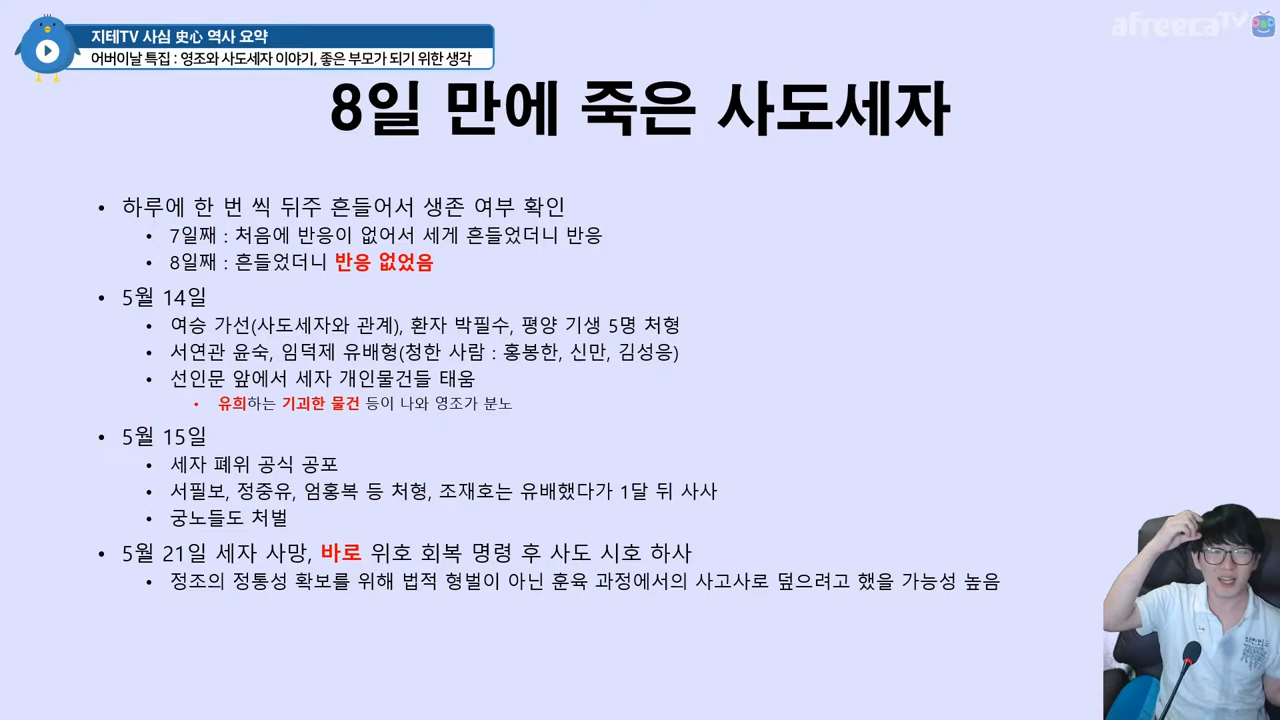 지테TV 사심 史心 역사 요약
어버이날 특집 : 영조와 사도세자 이야기, 좋은 부모가 되기 위한 생각
afreecaTV
8일 만에 죽은 사도세자
• 하루에 한 번 씩 뒤주 흔들어서 생존 여부 확인
• 7일째 : 처음에 반응이 없어서 세게 흔들었더니 반응
• 8일째 : 흔들었더니 반응 없었음
• 5월 14일
• 여승 가선(사도세자와 관계), 환자 박필수, 평양 기생 5명 처형
• 서연관 윤숙, 임덕제 유배형(청한 사람 : 홍봉한, 신만, 김성응)
• 선인문 앞에서 세자 개인물건들 태움
• 유희하는 기괴한 물건 등이 나와 영조가 분노
• 5월 15일
• 세자 폐위 공식 공포
• 서필보, 정중유, 엄홍복 등 처형, 조재호는 유배했다가 1달 뒤 사사
• 궁노들도 처벌
• 5월 21일 세자 사망, 바로 위호 회복 명령 후 사도 시호 하사
• 정조의 정통성 확보를 위해 법적 형벌이 아닌 훈육 과정에서의 사고사로 덮으려고 했을 가능성 높음